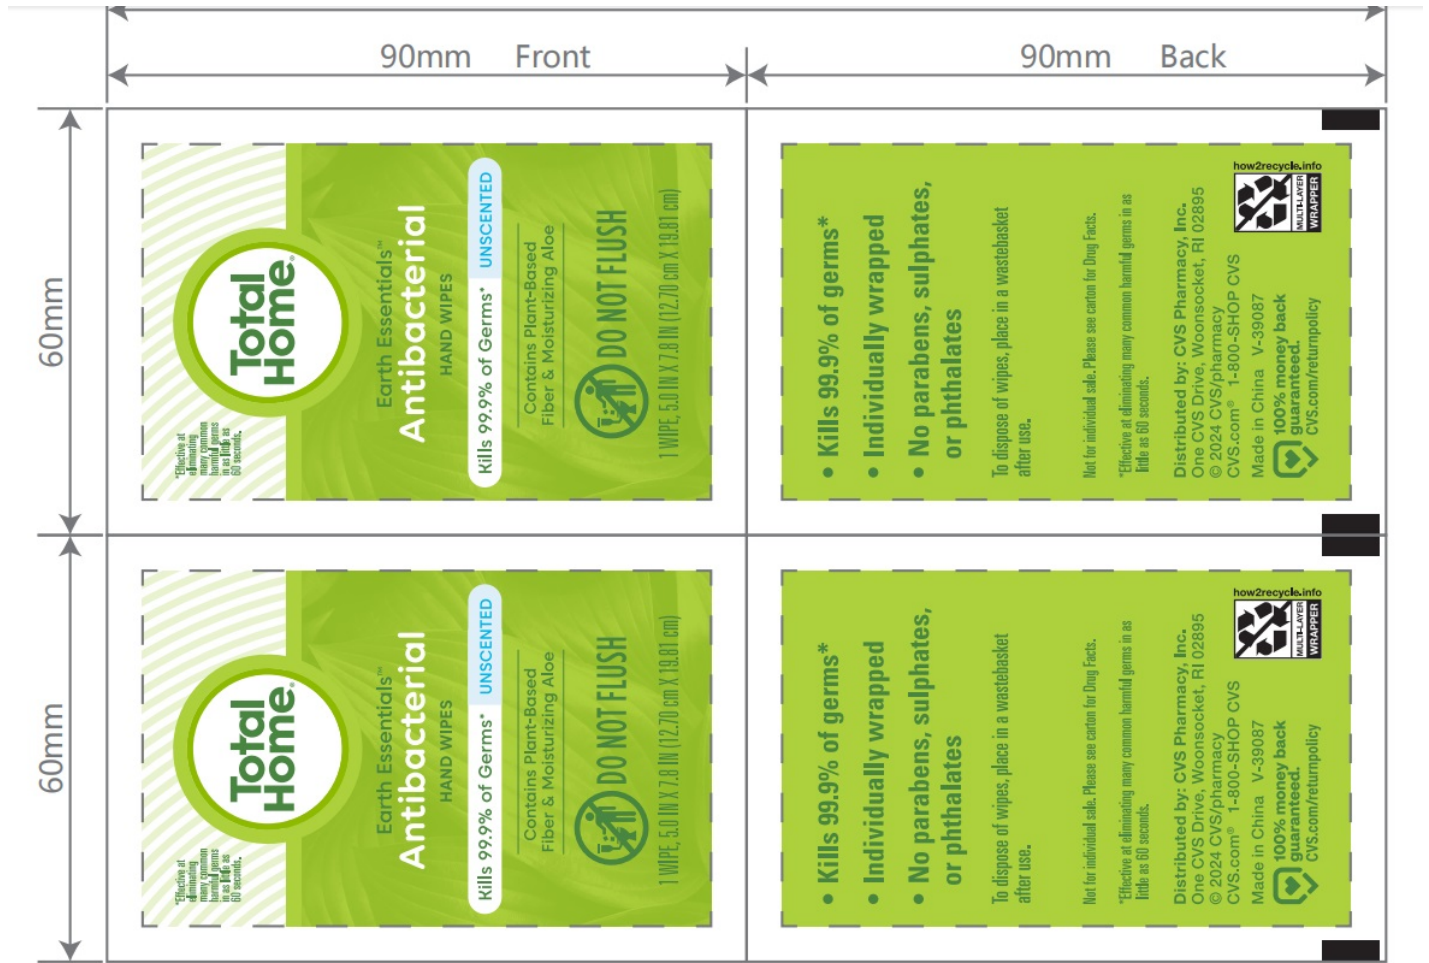 90mm Front
90mm Back
60mm
Total
Home®
*Effective at
eliminating
many common
harmful germs
in as little as
60 seconds.
Earth Essentials™
Antibacterial
HAND WIPES
Kills 99.9% of Germs* UNSCENTED
Contains Plant-Based
Fiber & Moisturizing Aloe
DO NOT FLUSH
1 WIPE, 5.0 IN X 7.8 IN (12.70 cm X 19.81 cm)
• Kills 99.9% of germs*
• Individually wrapped
• No parabens, sulphates,
or phthalates
To dispose of wipes, place in a wastebasket
after use.
Not for individual sale. Please see carton for Drug Facts.
*Effective at eliminating many common harmful germs in as
little as 60 seconds.
Distributed by: CVS Pharmacy, Inc.
One CVS Drive, Woonsocket, RI 02895
© 2024 CVS/pharmacy
CVS.com® 1-800-SHOP CVS
Made in China V-39087
100% money back
guaranteed.
CVS.com/returnpolicy
how2recycle.info
MULTI-LAYER
WRAPPER
60mm
Total
Home®
*Effective at
eliminating
many common
harmful germs
in as little as
60 seconds.
Earth Essentials™
Antibacterial
HAND WIPES
Kills 99.9% of Germs* UNSCENTED
Contains Plant-Based
Fiber & Moisturizing Aloe
DO NOT FLUSH
1 WIPE, 5.0 IN X 7.8 IN (12.70 cm X 19.81 cm)
• Kills 99.9% of germs*
• Individually wrapped
• No parabens, sulphates,
or phthalates
To dispose of wipes, place in a wastebasket
after use.
Not for individual sale. Please see carton for Drug Facts.
*Effective at eliminating many common harmful germs in as
little as 60 seconds.
Distributed by: CVS Pharmacy, Inc.
One CVS Drive, Woonsocket, RI 02895
© 2024 CVS/pharmacy
CVS.com® 1-800-SHOP CVS
Made in China V-39087
100% money back
guaranteed.
CVS.com/returnpolicy
how2recycle.info
MULTI-LAYER
WRAPPER